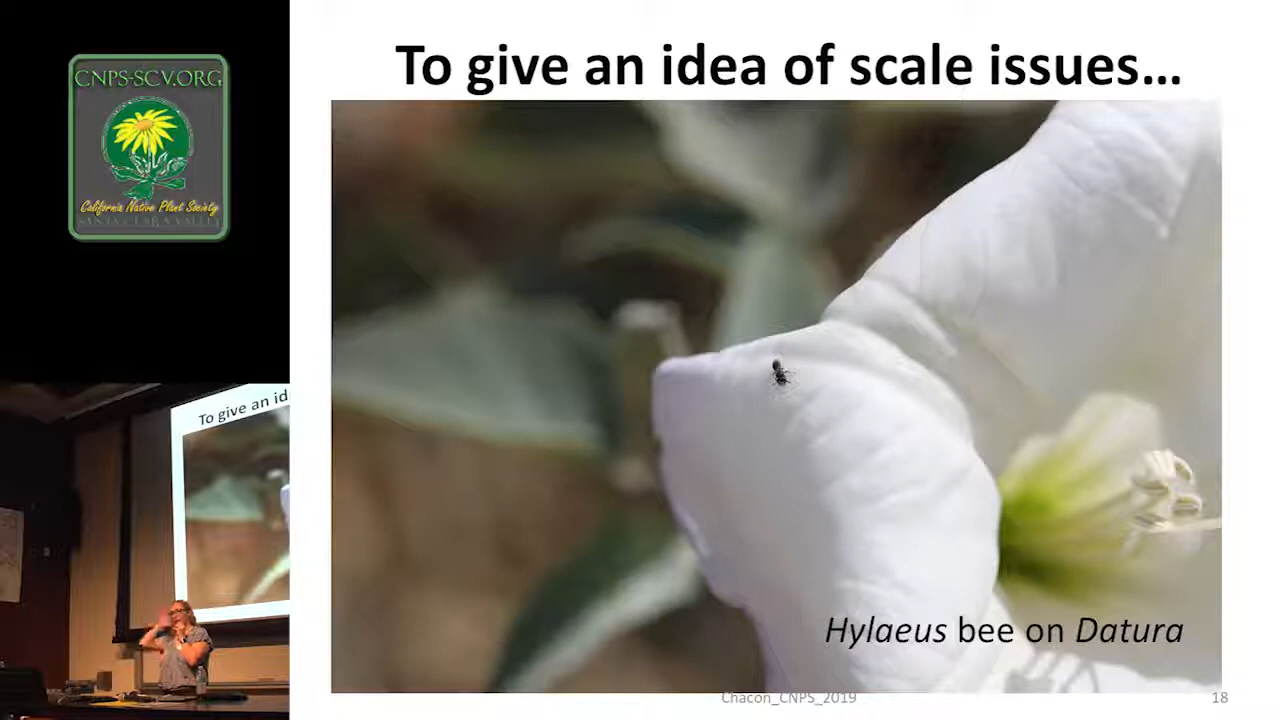 CNPS-SCV.ORG
California Native Plant Society
SANTA CLARA VALLEY
To give an idea of scale issues...
To give an id
Hylaeus bee on Datura
Chacon_CNPS_2019
18